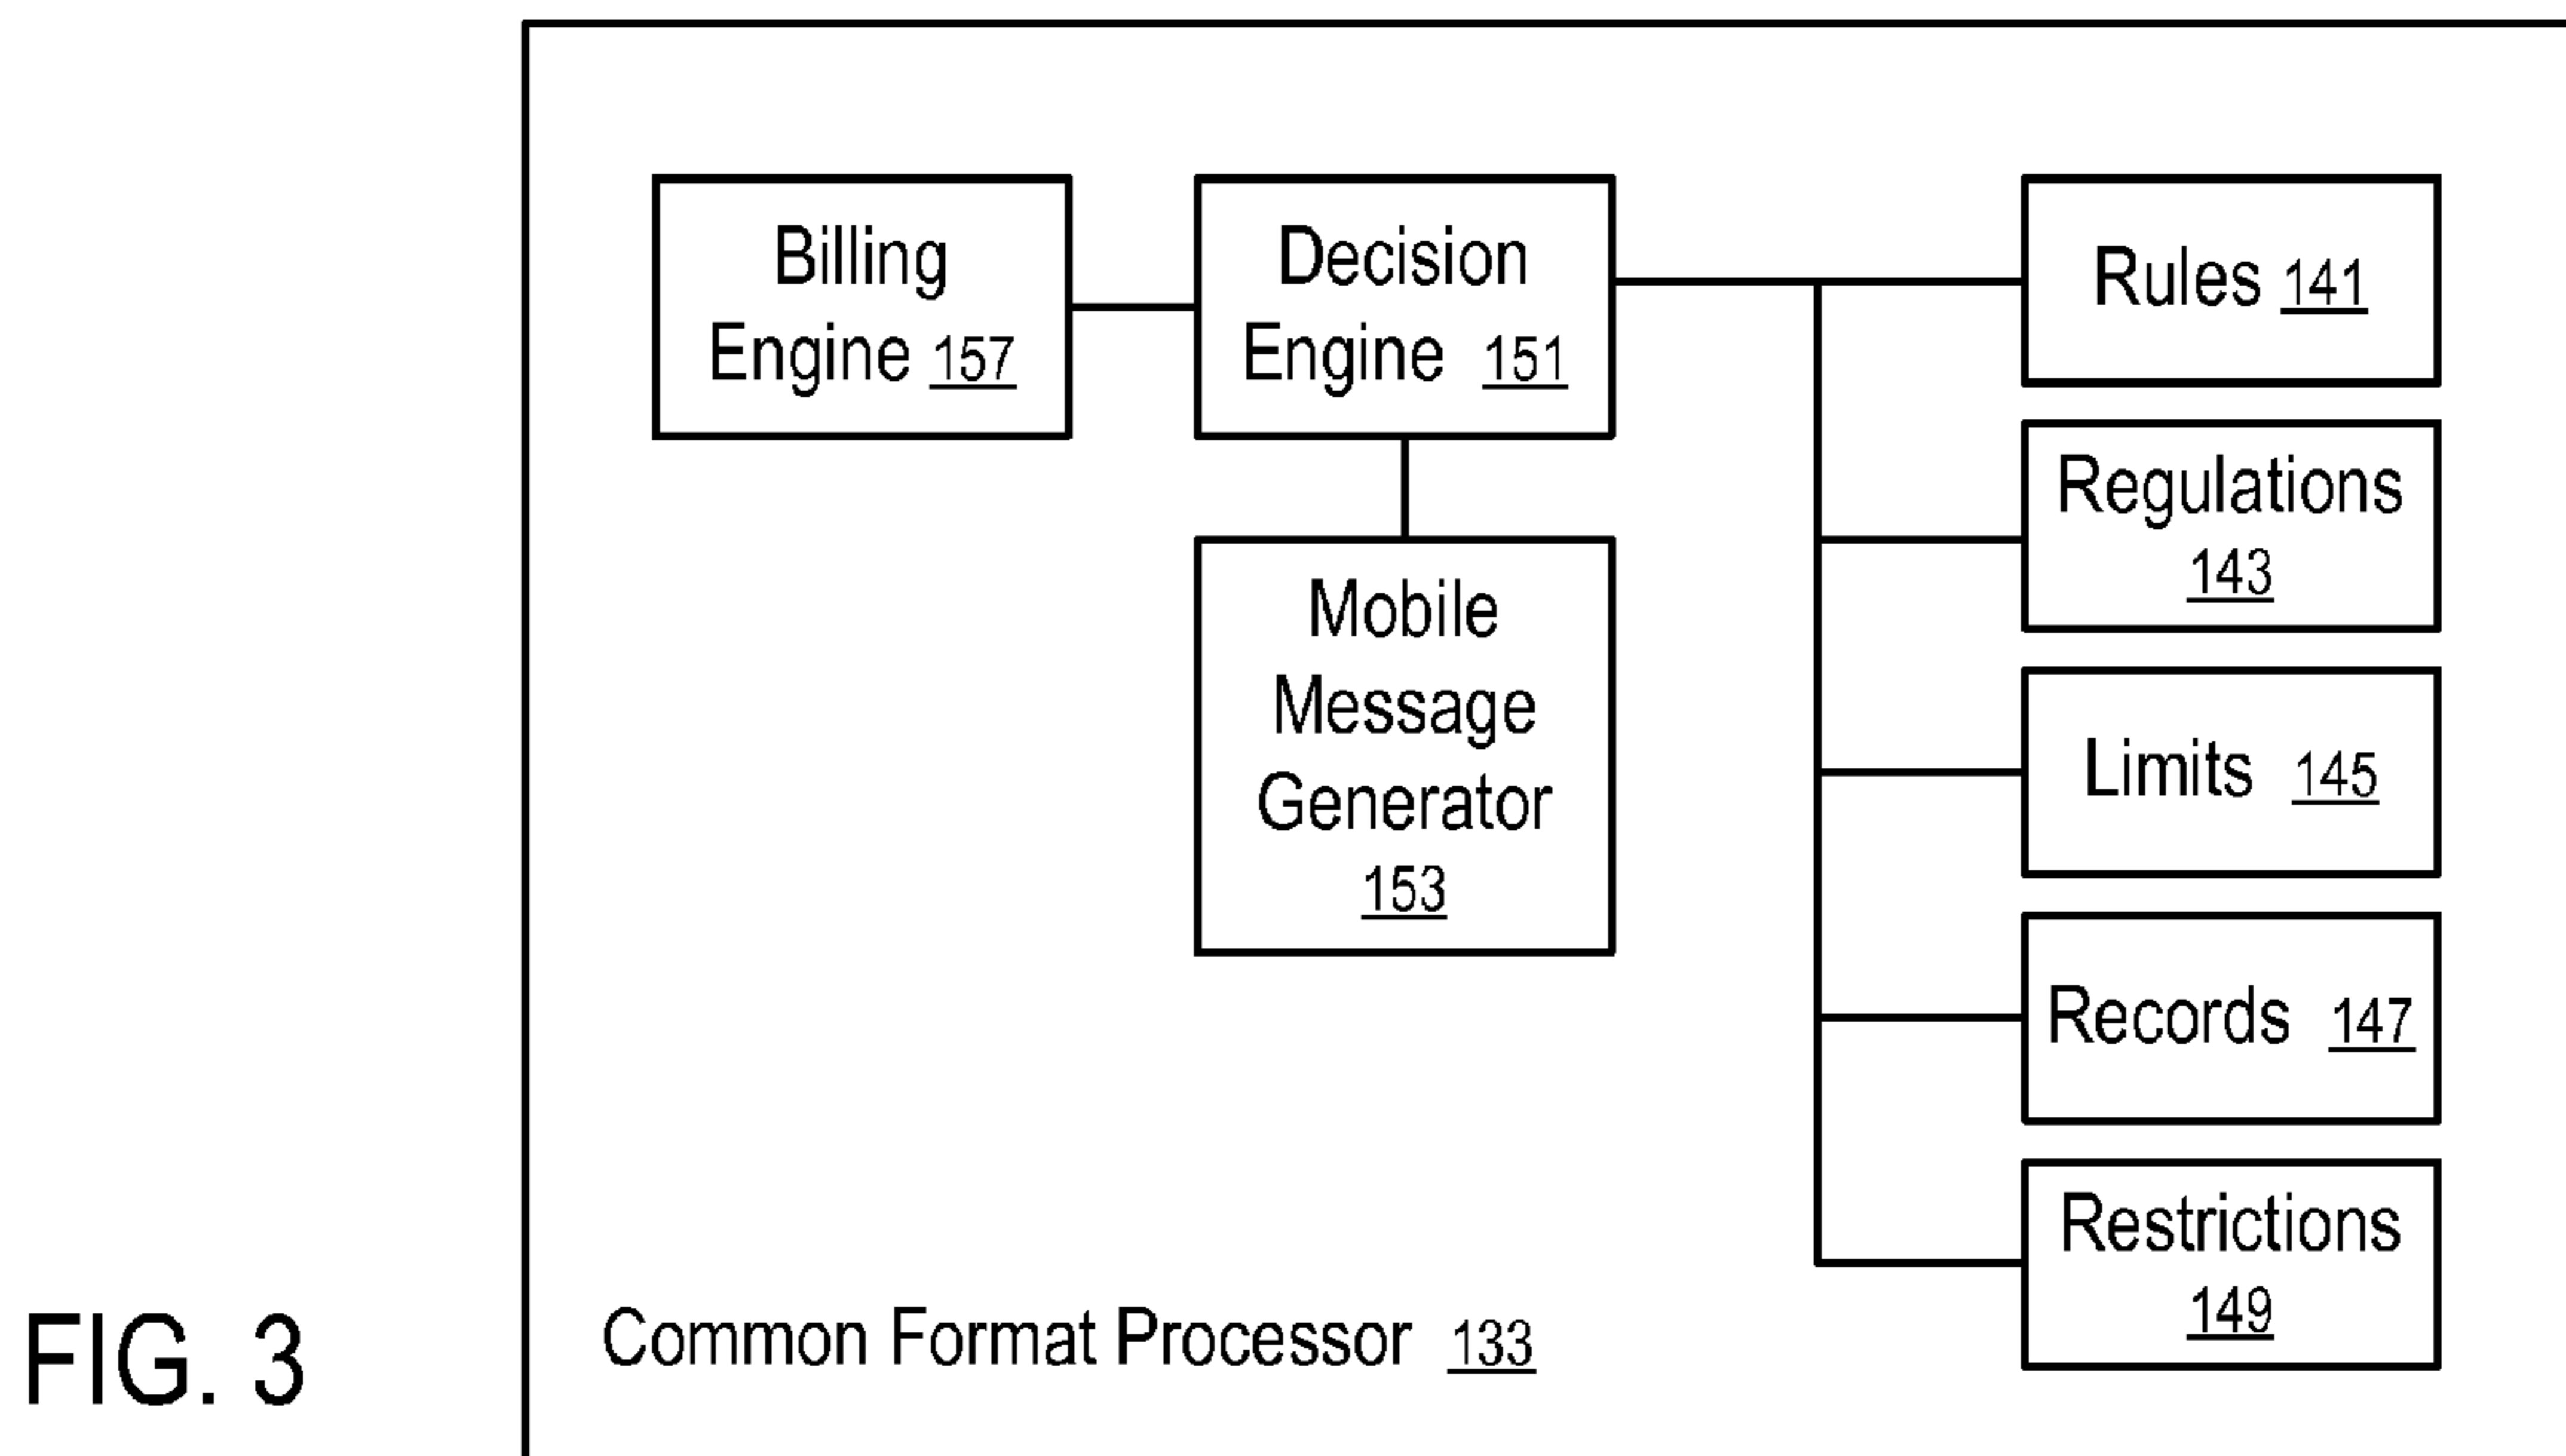 Billing
Engine 157
Decision
Engine 151
Mobile
Message
Generator
153
Rules 141
Regulations
143
Limits 145
Records 147
Restrictions
149
Common Format Processor 133
FIG. 3